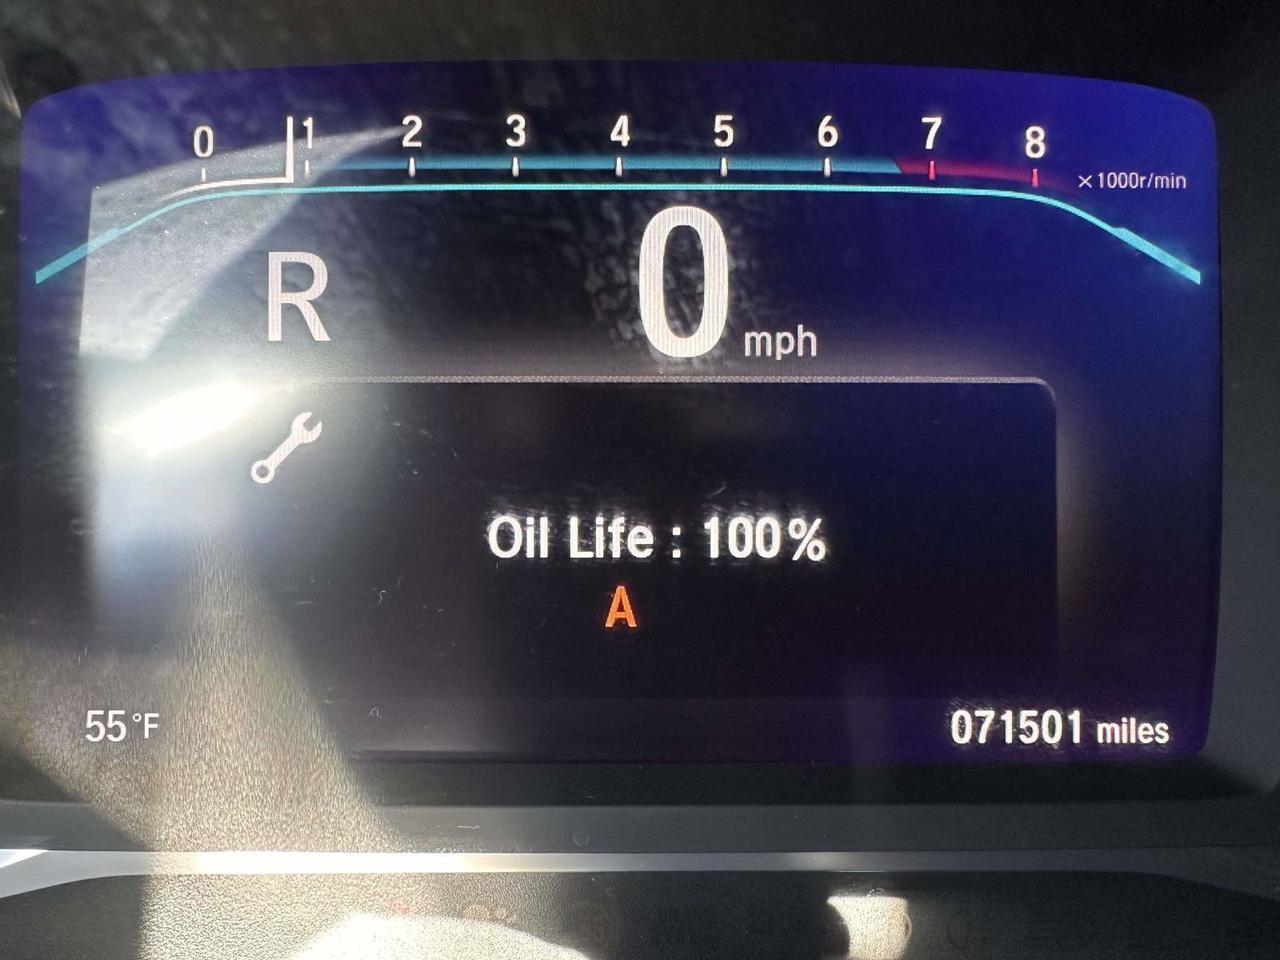 0 1 2 3 4 5 6 7 8
×1000r/min
R 0 mph
Oil Life : 100%
A
55 °F 071501 miles